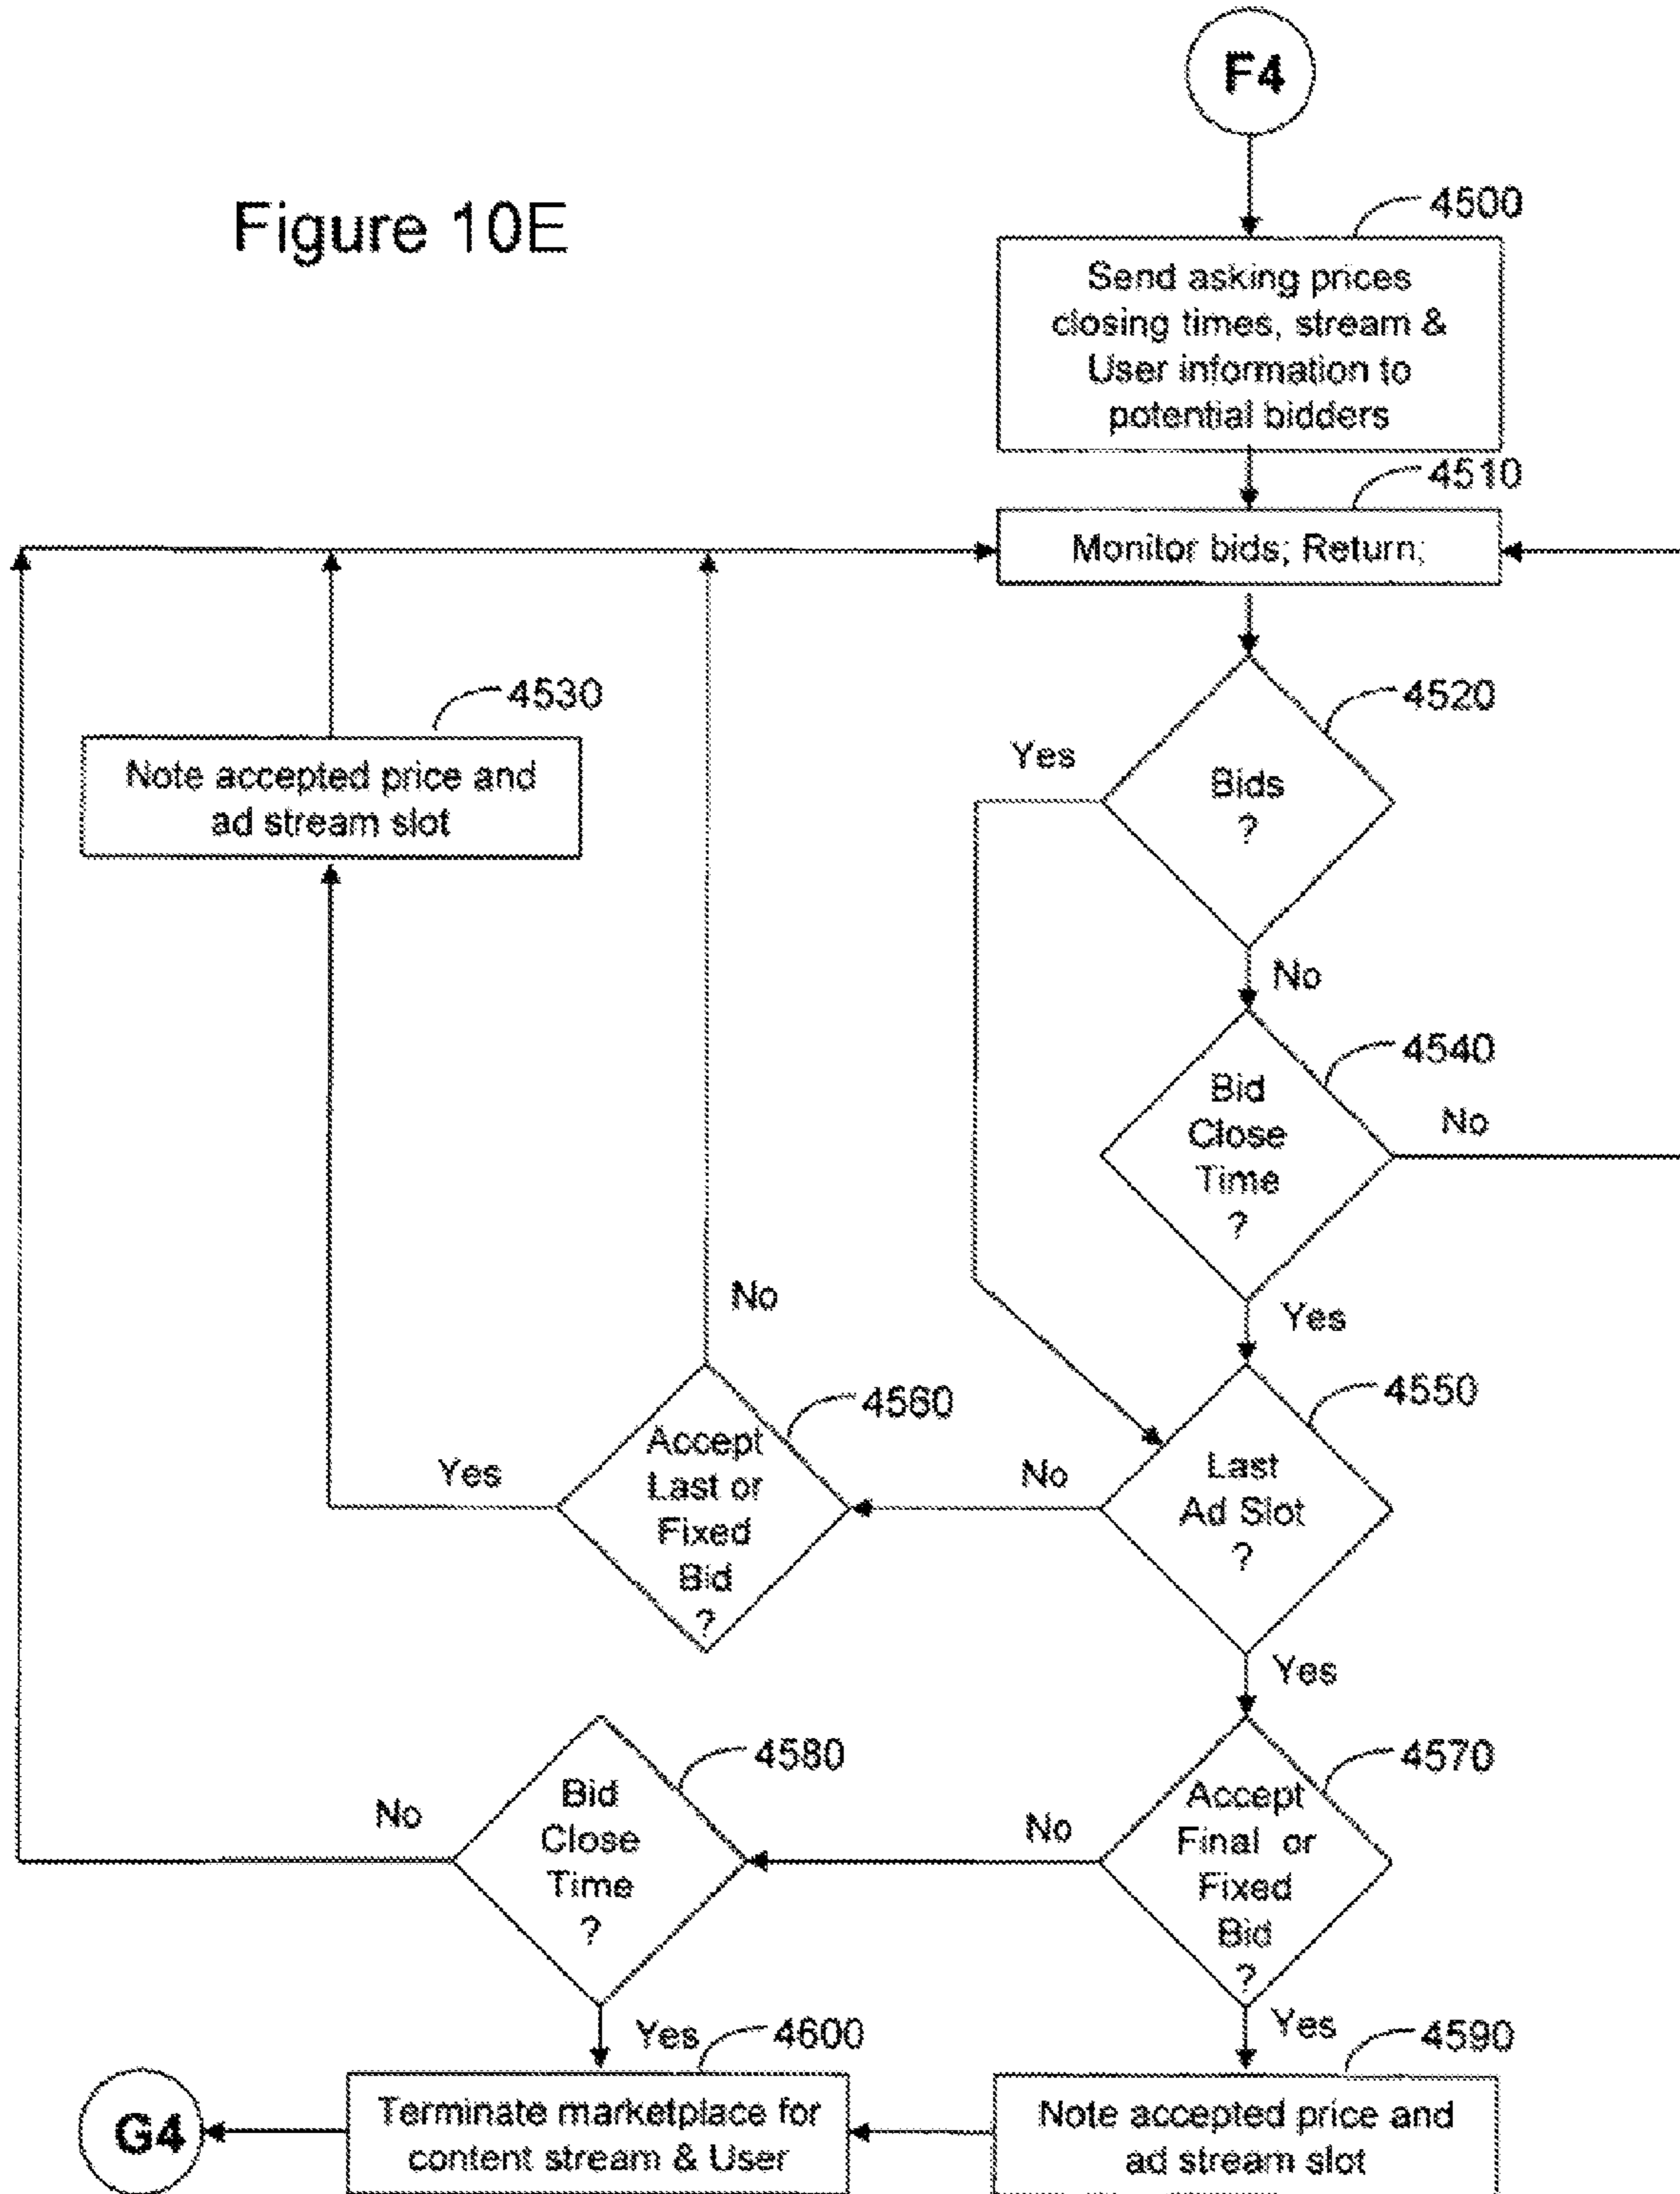 F4
Figure 10E
4500
Send asking prices
closing times, stream &
User information to
potential bidders
4510
Monitor bids; Return;
4520
Bids
?
Yes
No
4530
Note accepted price and
ad stream slot
4540
Bid
Close
Time
?
No
Yes
4550
Last
Ad Slot
?
No
Yes
4560
Accept
Last or
Fixed
Bid
?
No
Yes
4570
Accept
Final or
Fixed
Bid
?
No
Yes
4580
Bid
Close
Time
?
No
Yes
4590
Note accepted price and
ad stream slot
4600
Terminate marketplace for
content stream & User
G4